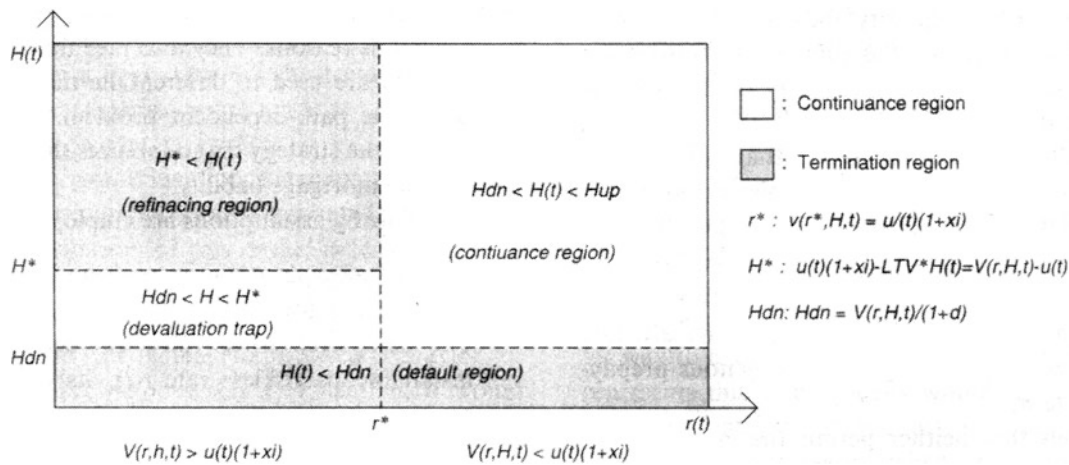 H(t)
H* < H(t)
(refinacing region)
Hdn < H(t) < Hup
(contiuance region)
H*
Hdn < H < H*
(devaluation trap)
Hdn
H(t) < Hdn
(default region)
r*
r(t)
V(r,h,t) > u(t)(1+xi)
V(r,H,t) < u(t)(1+xi)
: Continuance region
: Termination region
r* : v(r*,H,t) = u/(t)(1+xi)
H* : u(t)(1+xi)-LTV*H(t)=V(r,H,t)-u(t)
Hdn: Hdn = V(r,H,t)/(1+d)